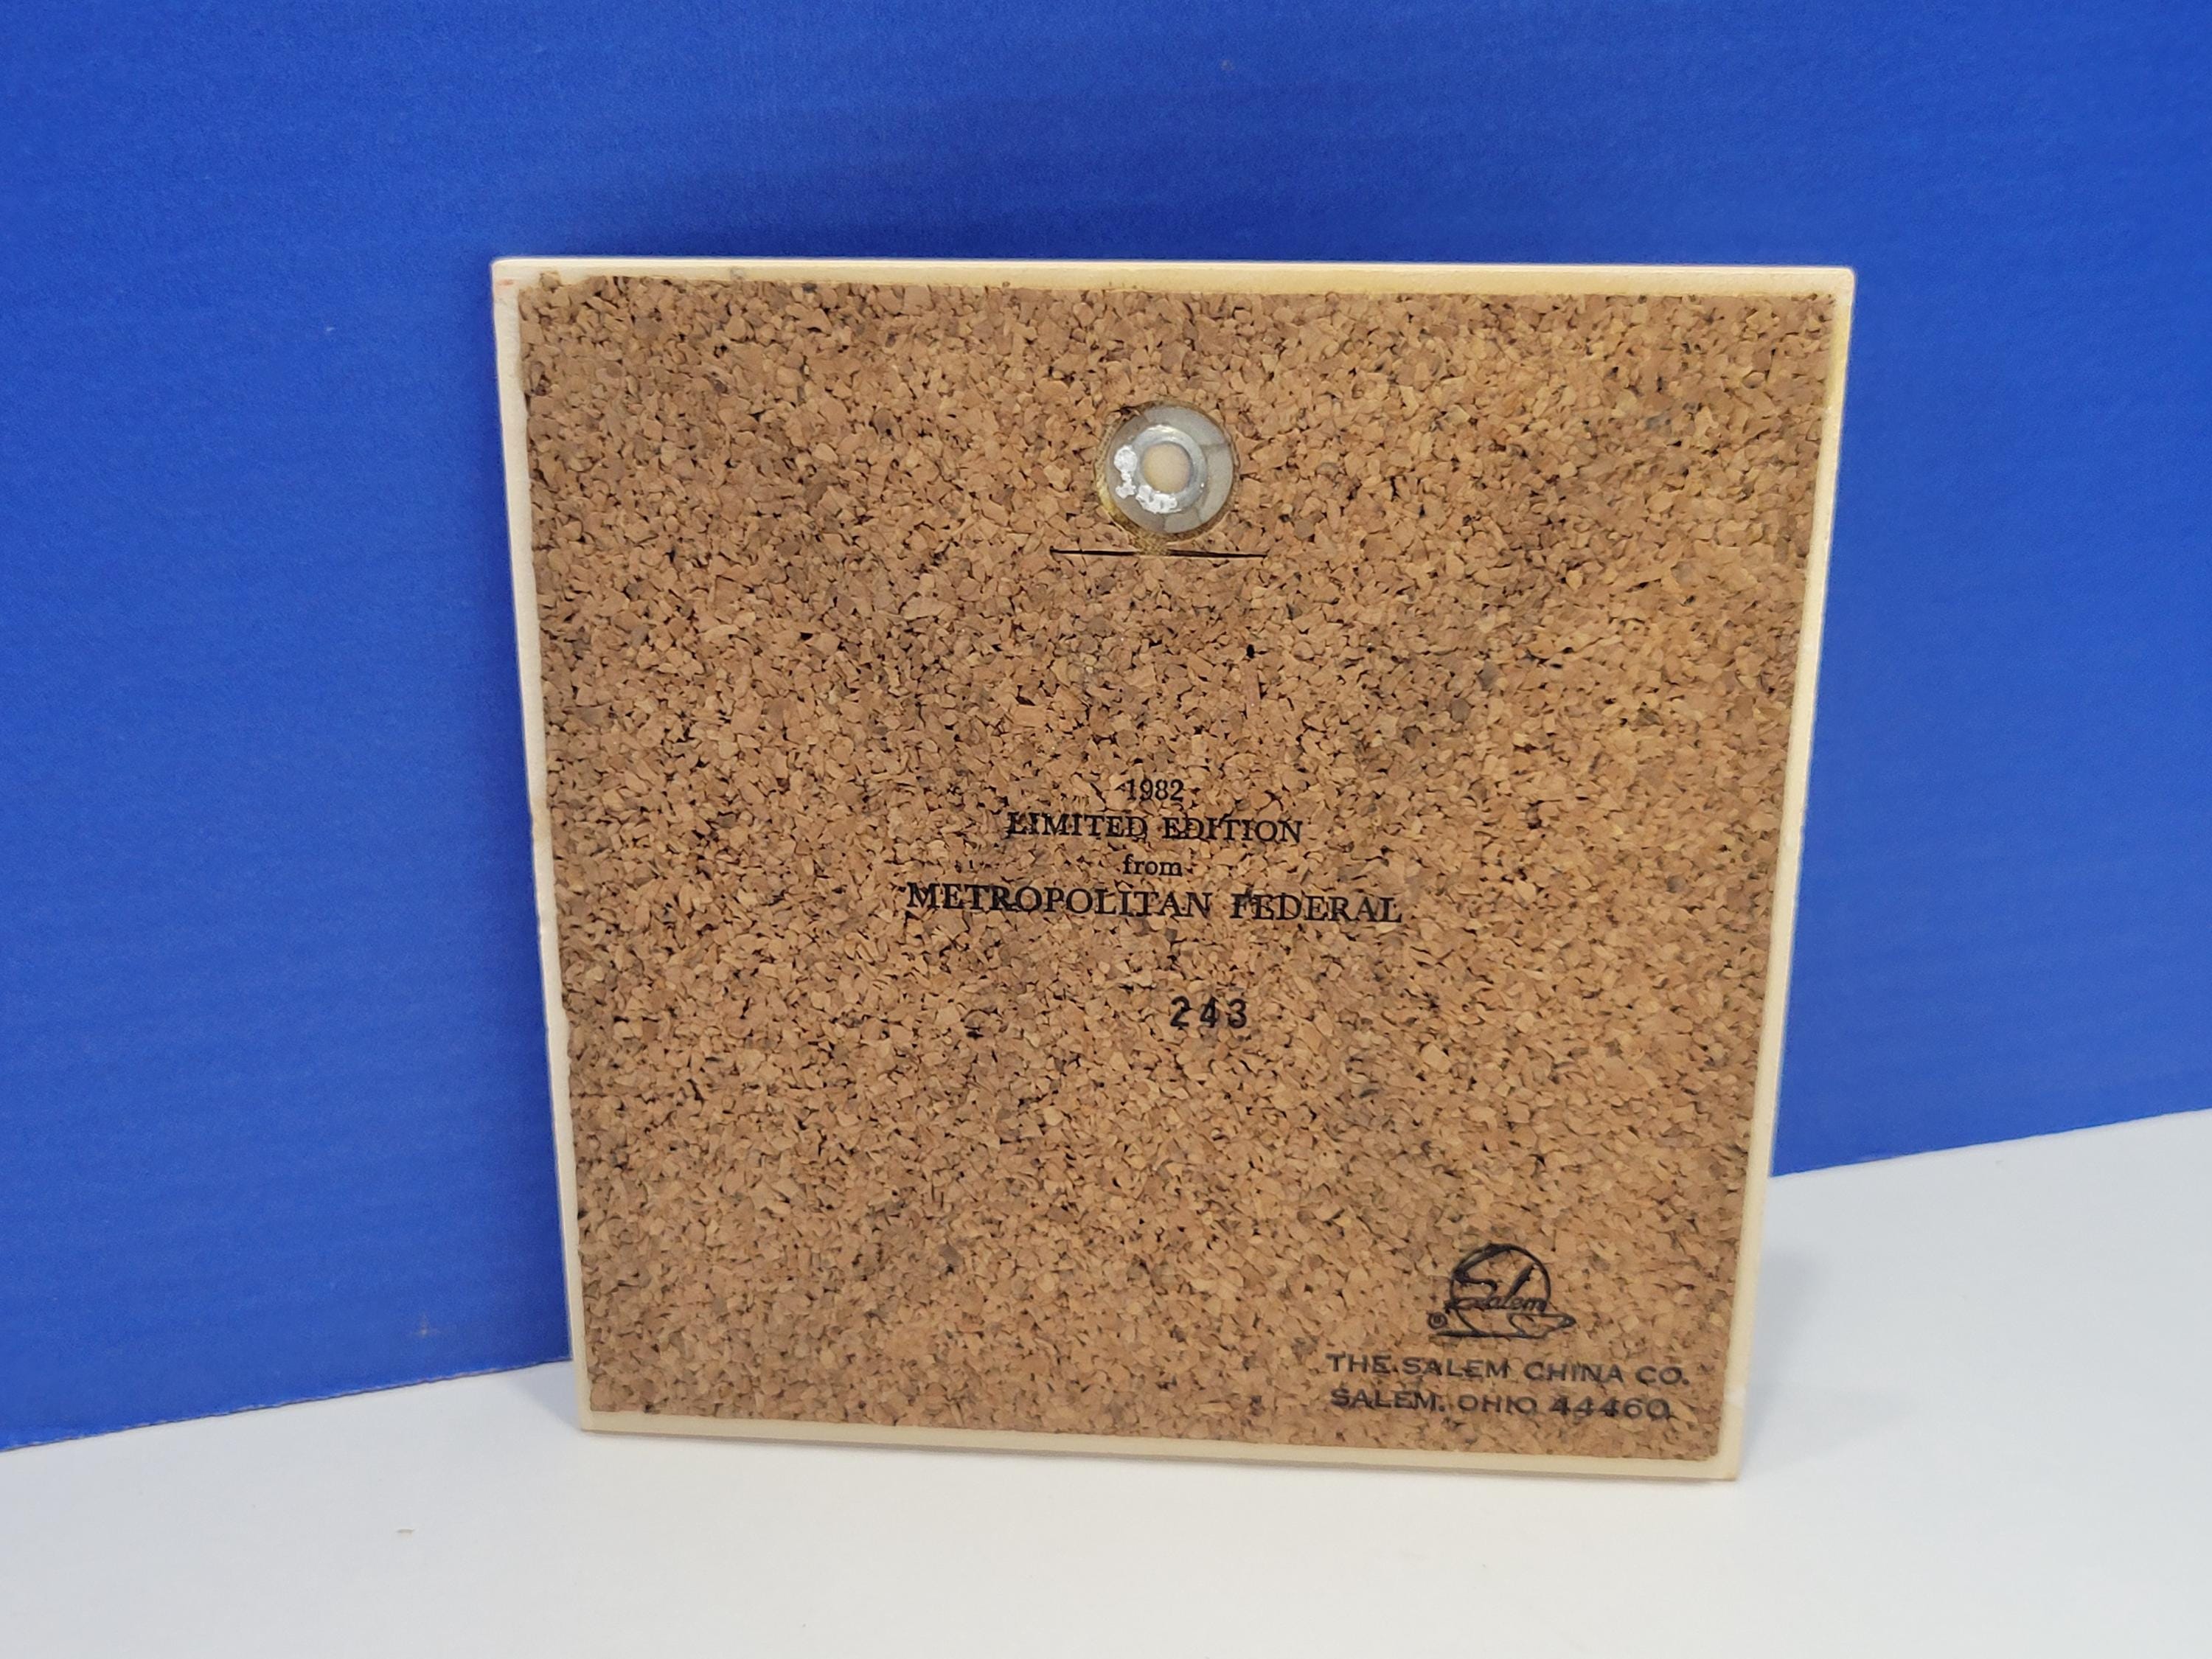 1982
LIMITED EDITION
from
METROPOLITAN FEDERAL
243
Salem
®
THE SALEM CHINA CO.
SALEM, OHIO 44460